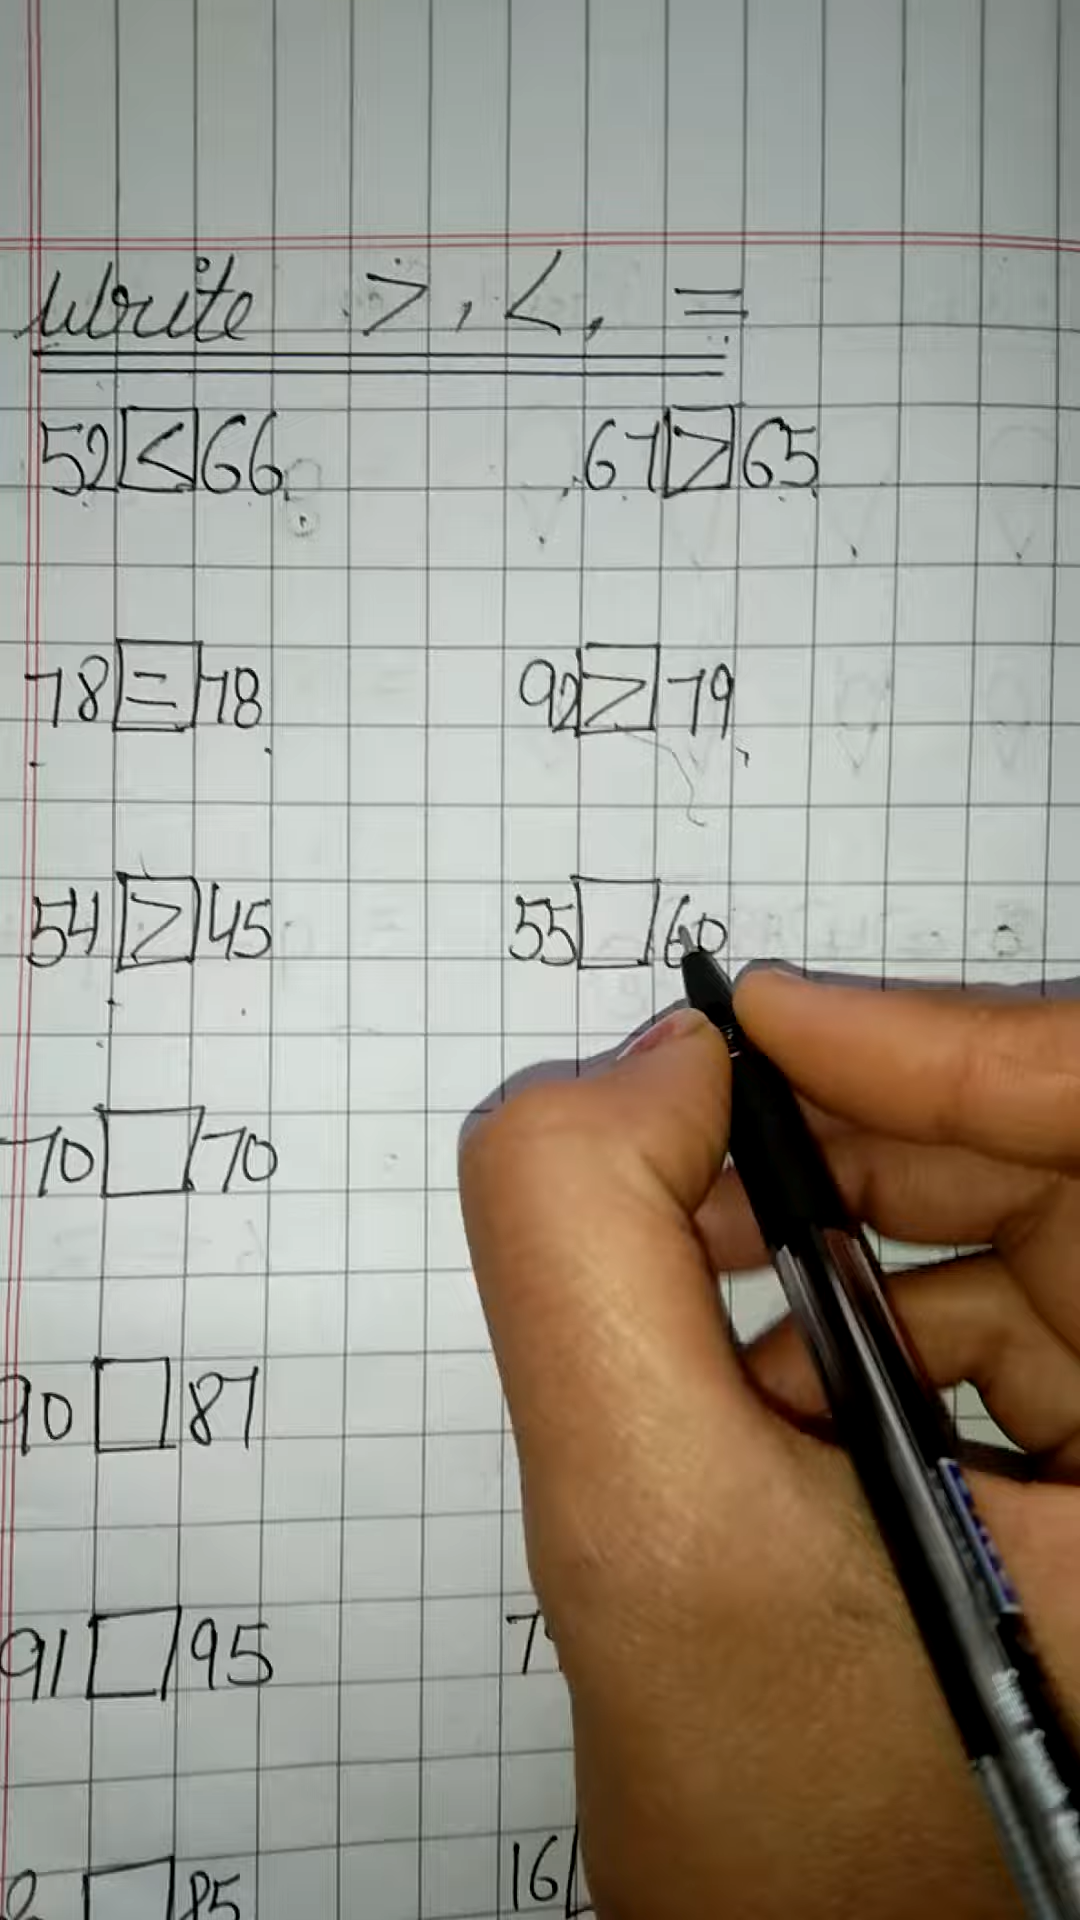 Write >, <, =
52 < 66 67 > 65
78 = 78 92 > 79
54 > 45 55 □ 60
70 □ 70
90 □ 87
91 □ 95
□ 85 16